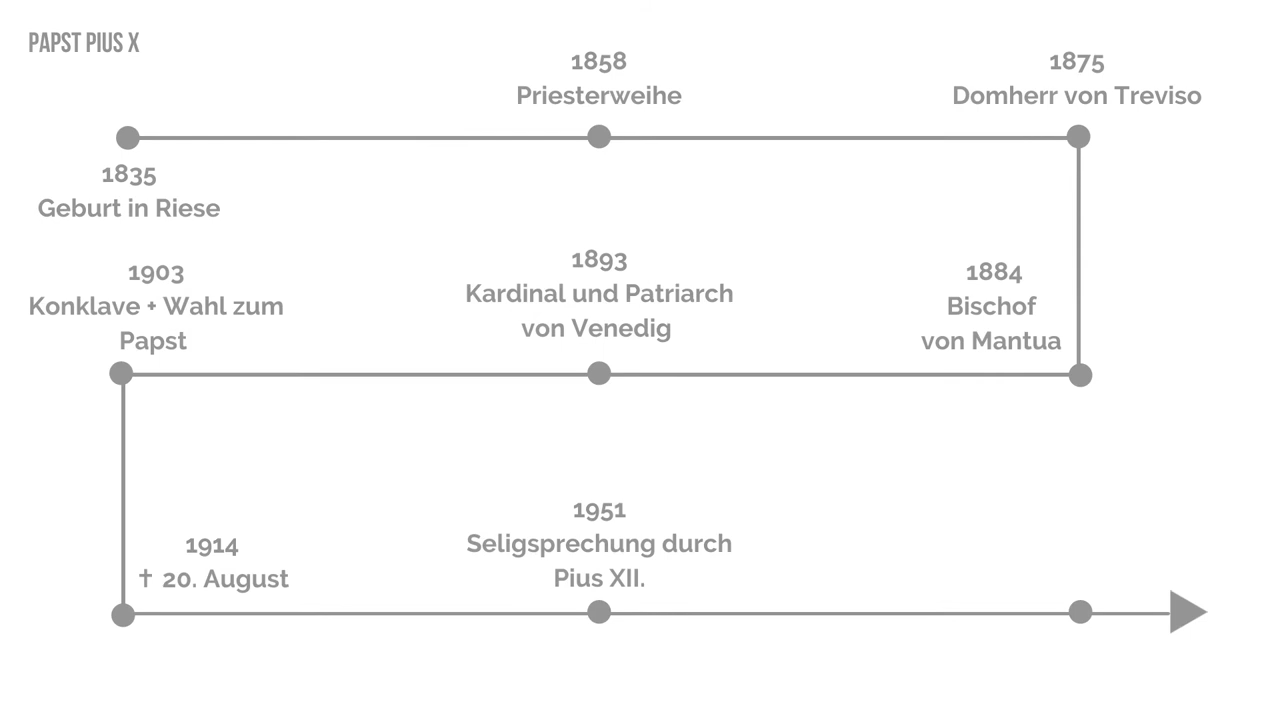 PAPST PIUS X
1835
Geburt in Riese
1858
Priesterweihe
1875
Domherr von Treviso
1884
Bischof
von Mantua
1893
Kardinal und Patriarch
von Venedig
1903
Konklave + Wahl zum
Papst
1914
✝ 20. August
1951
Seligsprechung durch
Pius XII.